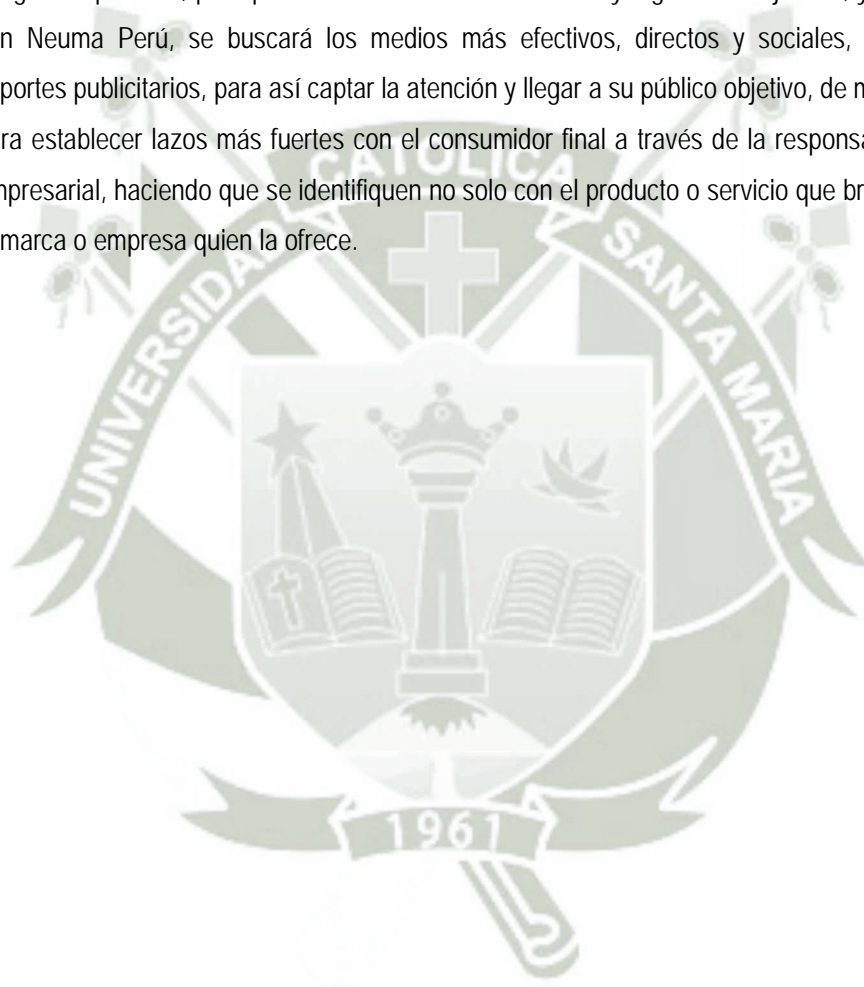 n Neuma Perú, se buscará los medios más efectivos, directos y sociales,
portes publicitarios, para así captar la atención y llegar a su público objetivo, de m
ra establecer lazos más fuertes con el consumidor final a través de la responsa
mpresarial, haciendo que se identifiquen no solo con el producto o servicio que br
marca o empresa quien la ofrece.
UNIVERSIDAD CATOLICA SANTA MARIA
1961